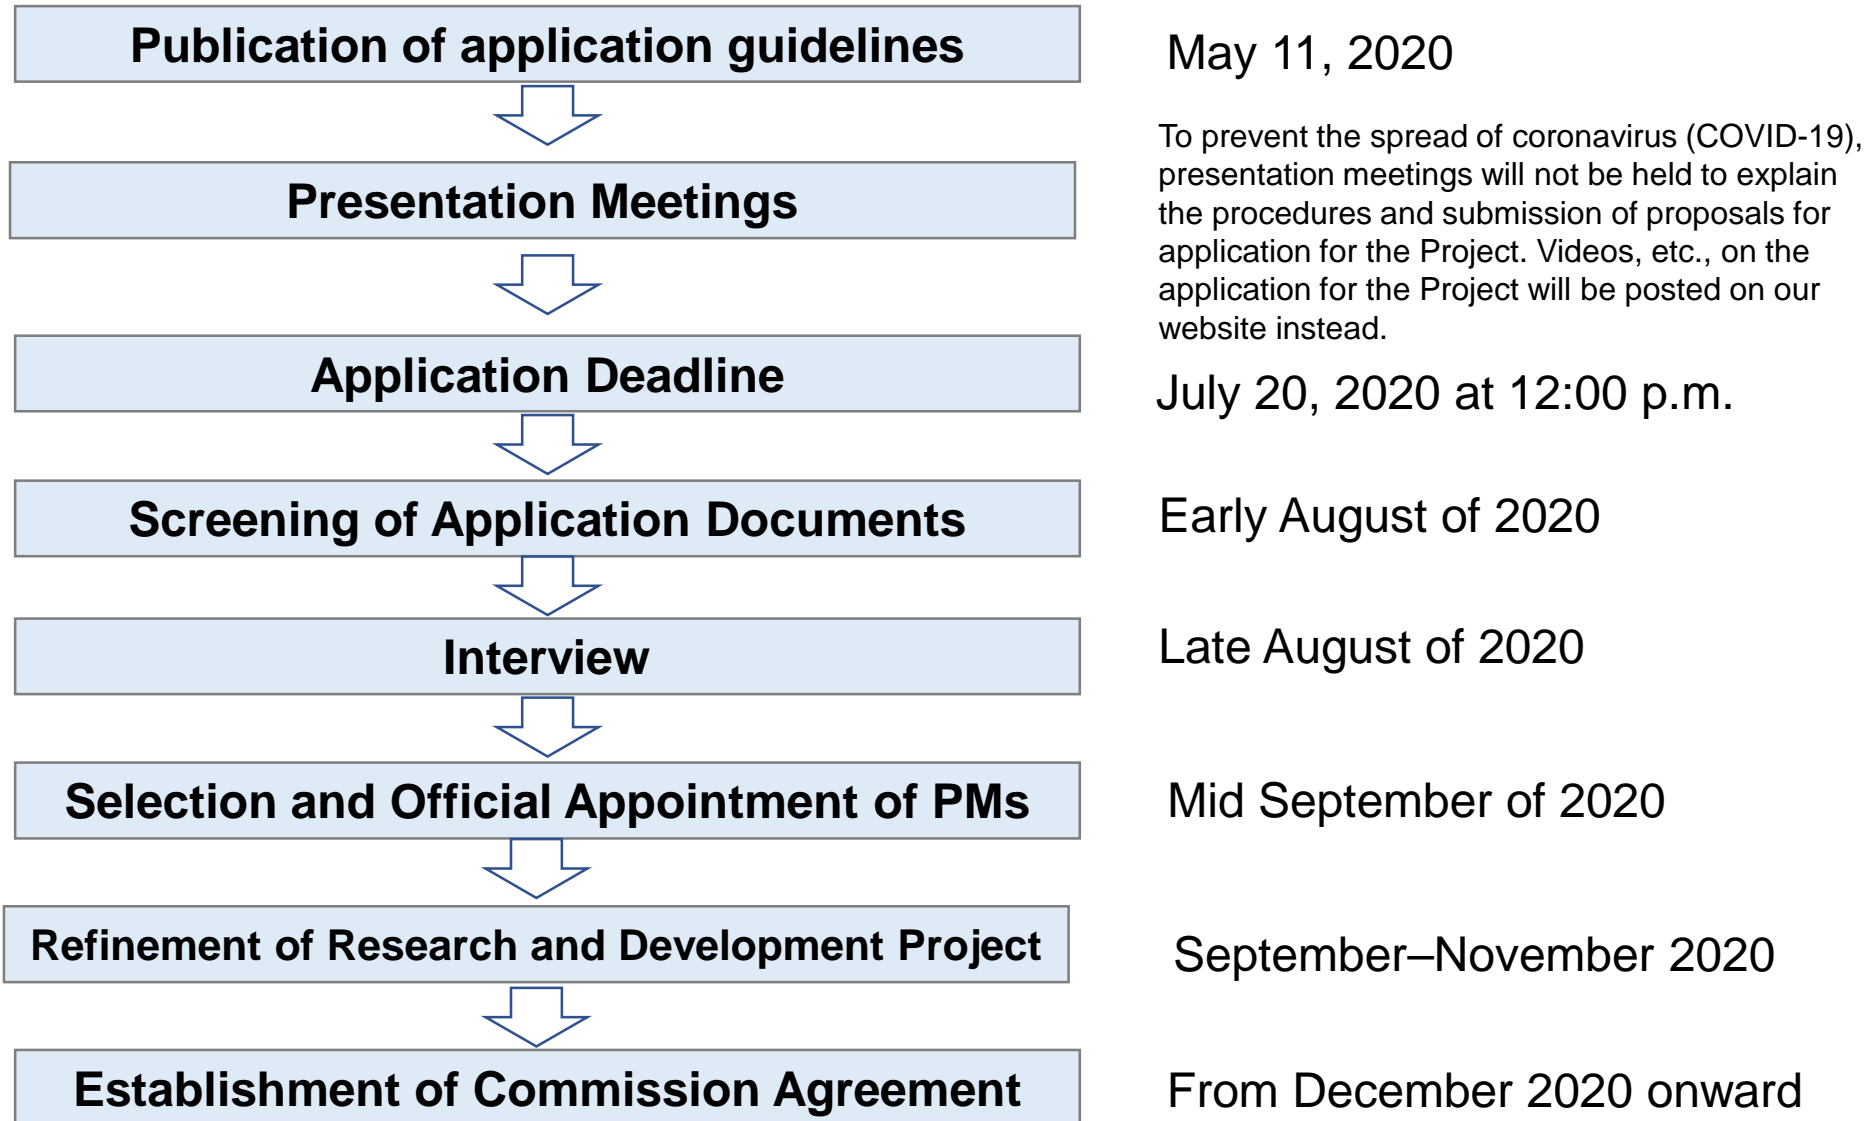 Publication of application guidelines
May 11, 2020
Presentation Meetings
To prevent the spread of coronavirus (COVID-19),
presentation meetings will not be held to explain
the procedures and submission of proposals for
application for the Project. Videos, etc., on the
application for the Project will be posted on our
website instead.
Application Deadline
July 20, 2020 at 12:00 p.m.
Screening of Application Documents
Early August of 2020
Interview
Late August of 2020
Selection and Official Appointment of PMs
Mid September of 2020
Refinement of Research and Development Project
September–November 2020
Establishment of Commission Agreement
From December 2020 onward